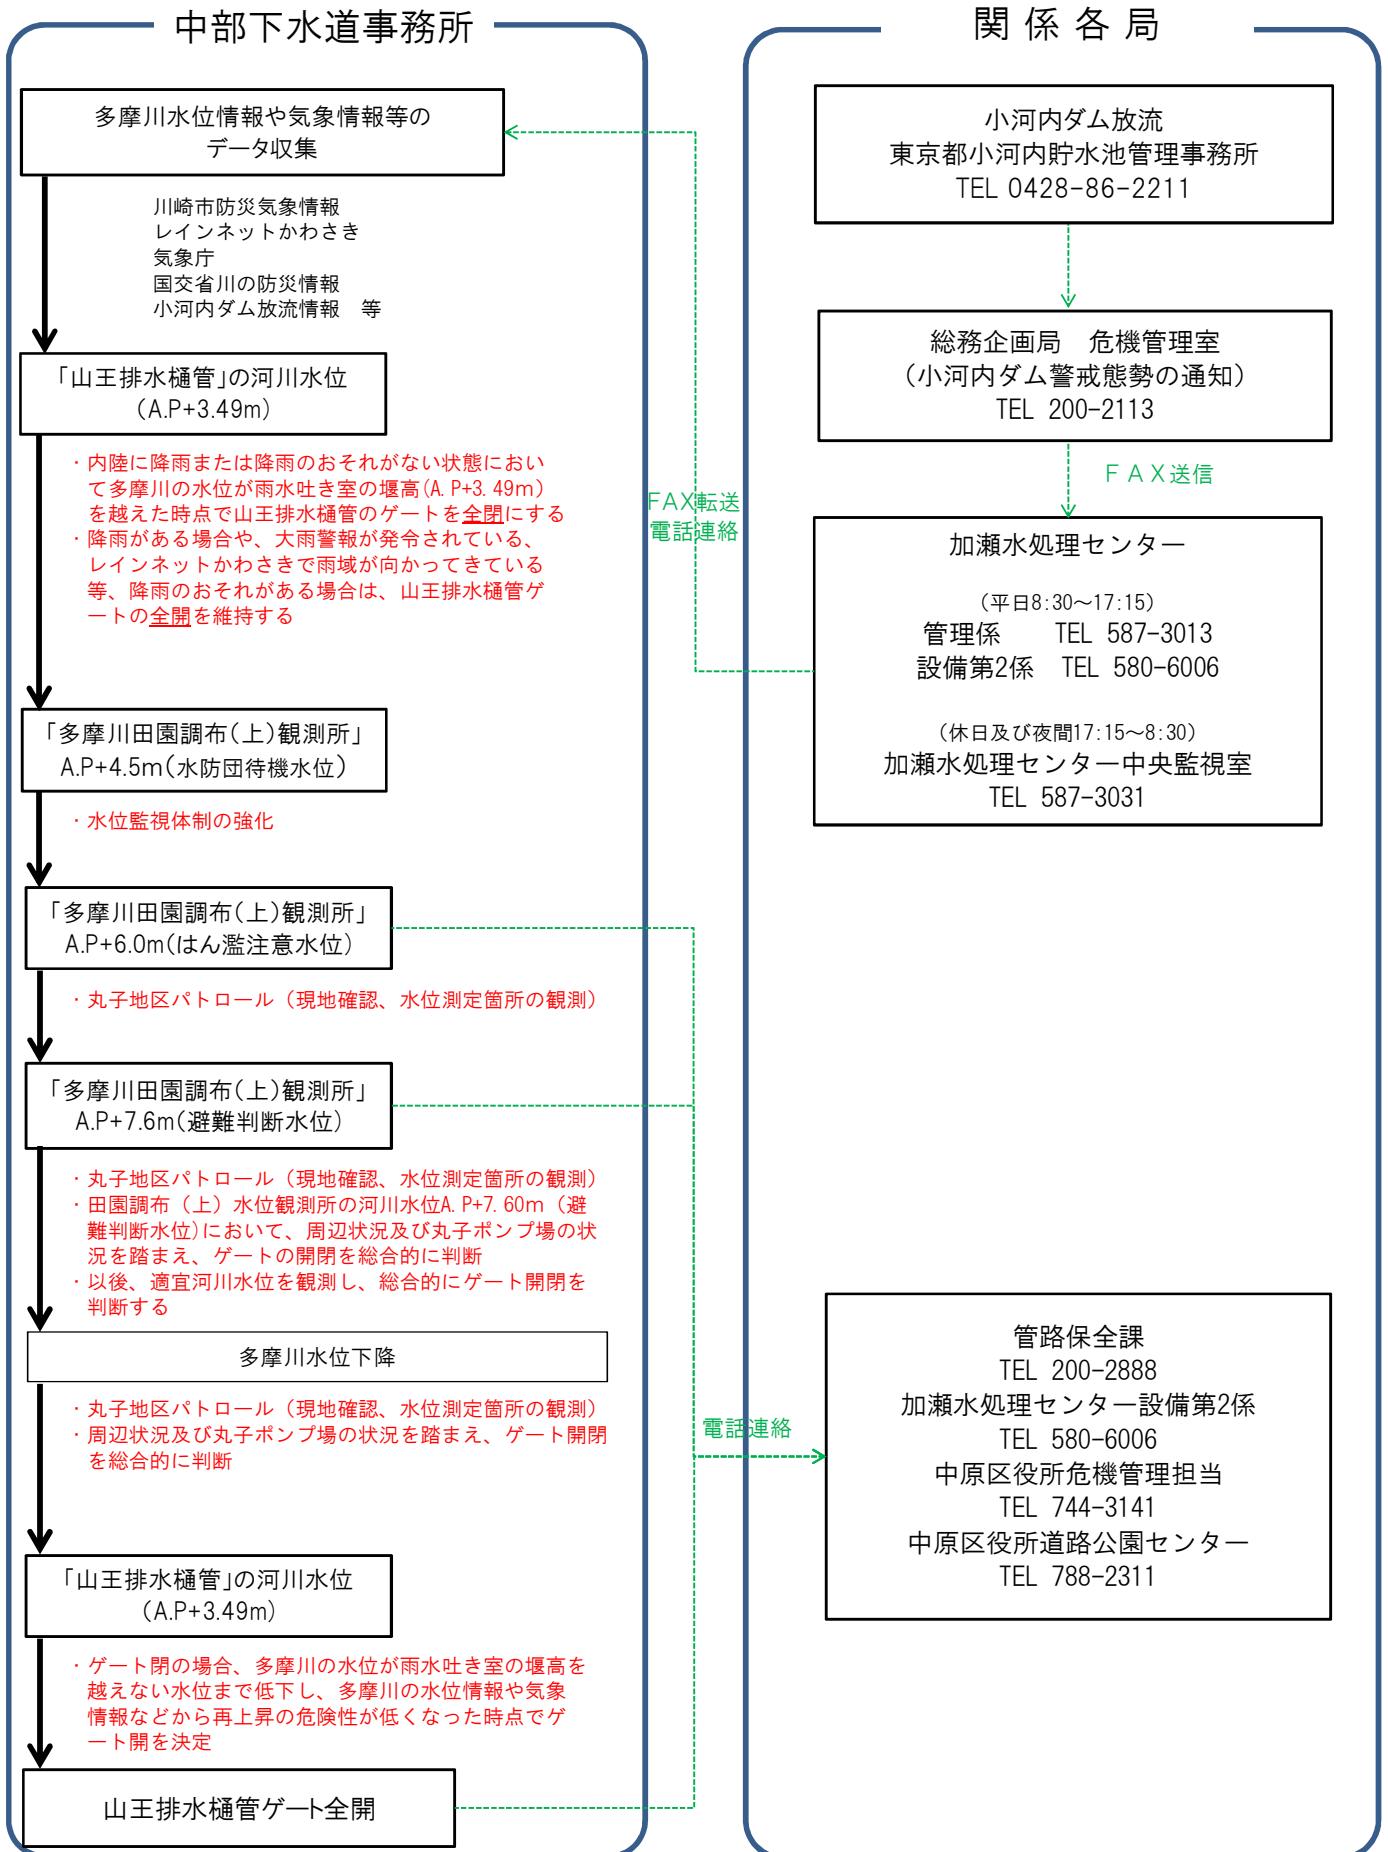 中部下水道事務所
多摩川水位情報や気象情報等の
データ収集
川崎市防災気象情報
レインネットかわさき
気象庁
国交省川の防災情報
小河内ダム放流情報　等
「山王排水樋管」の河川水位
（A.P+3.49m）
・内陸に降雨または降雨のおそれがない状態におい
て多摩川の水位が雨水吐き室の堰高(A.P+3.49m)
を越えた時点で山王排水樋管のゲートを全閉にする
・降雨がある場合や、大雨警報が発令されている、
レインネットかわさきで雨域が向かってきている
等、降雨のおそれがある場合は、山王排水樋管ゲ
ートの全開を維持する
「多摩川田園調布(上)観測所」
A.P+4.5m(水防団待機水位)
・水位監視体制の強化
「多摩川田園調布(上)観測所」
A.P+6.0m(はん濫注意水位)
・丸子地区パトロール（現地確認、水位測定箇所の観測）
「多摩川田園調布(上)観測所」
A.P+7.6m(避難判断水位)
・丸子地区パトロール（現地確認、水位測定箇所の観測）
・田園調布（上）水位観測所の河川水位A.P+7.60m（避
難判断水位)において、周辺状況及び丸子ポンプ場の状
況を踏まえ、ゲートの開閉を総合的に判断
・以後、適宜河川水位を観測し、総合的にゲート開閉を
判断する
多摩川水位下降
・丸子地区パトロール（現地確認、水位測定箇所の観測）
・周辺状況及び丸子ポンプ場の状況を踏まえ、ゲート開閉
を総合的に判断
「山王排水樋管」の河川水位
（A.P+3.49m）
・ゲート閉の場合、多摩川の水位が雨水吐き室の堰高を
越えない水位まで低下し、多摩川の水位情報や気象
情報などから再上昇の危険性が低くなった時点でゲ
ート開を決定
山王排水樋管ゲート全開
FAX転送
電話連絡
電話連絡
関係各局
小河内ダム放流
東京都小河内貯水池管理事務所
TEL 0428-86-2211
総務企画局　危機管理室
（小河内ダム警戒態勢の通知）
TEL 200-2113
ＦＡＸ送信
加瀬水処理センター
（平日8:30～17:15）
管理係　　TEL 587-3013
設備第2係　TEL 580-6006
（休日及び夜間17:15～8:30）
加瀬水処理センター中央監視室
TEL 587-3031
管路保全課
TEL 200-2888
加瀬水処理センター設備第2係
TEL 580-6006
中原区役所危機管理担当
TEL 744-3141
中原区役所道路公園センター
TEL 788-2311